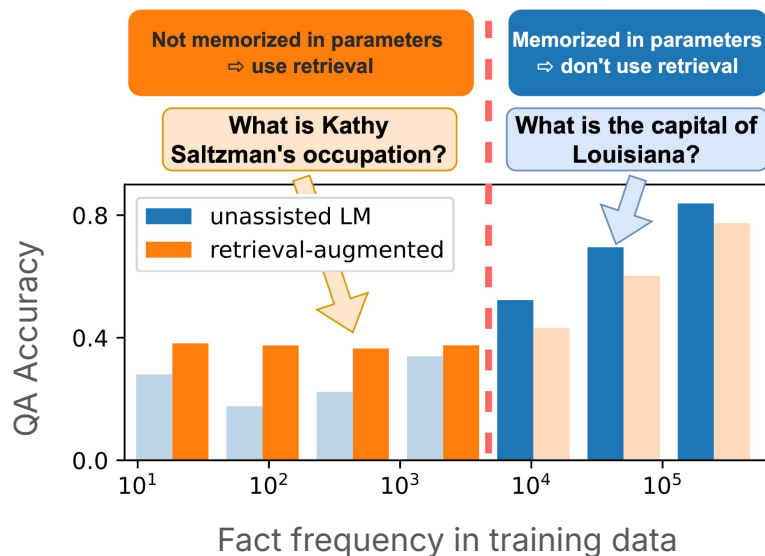 Not memorized in parameters
⇨ use retrieval
Memorized in parameters
⇨ don't use retrieval
What is Kathy
Saltzman's occupation?
What is the capital of
Louisiana?
unassisted LM
retrieval-augmented
QA Accuracy
0.8
0.4
0.0
10¹
10²
10³
10⁴
10⁵
Fact frequency in training data